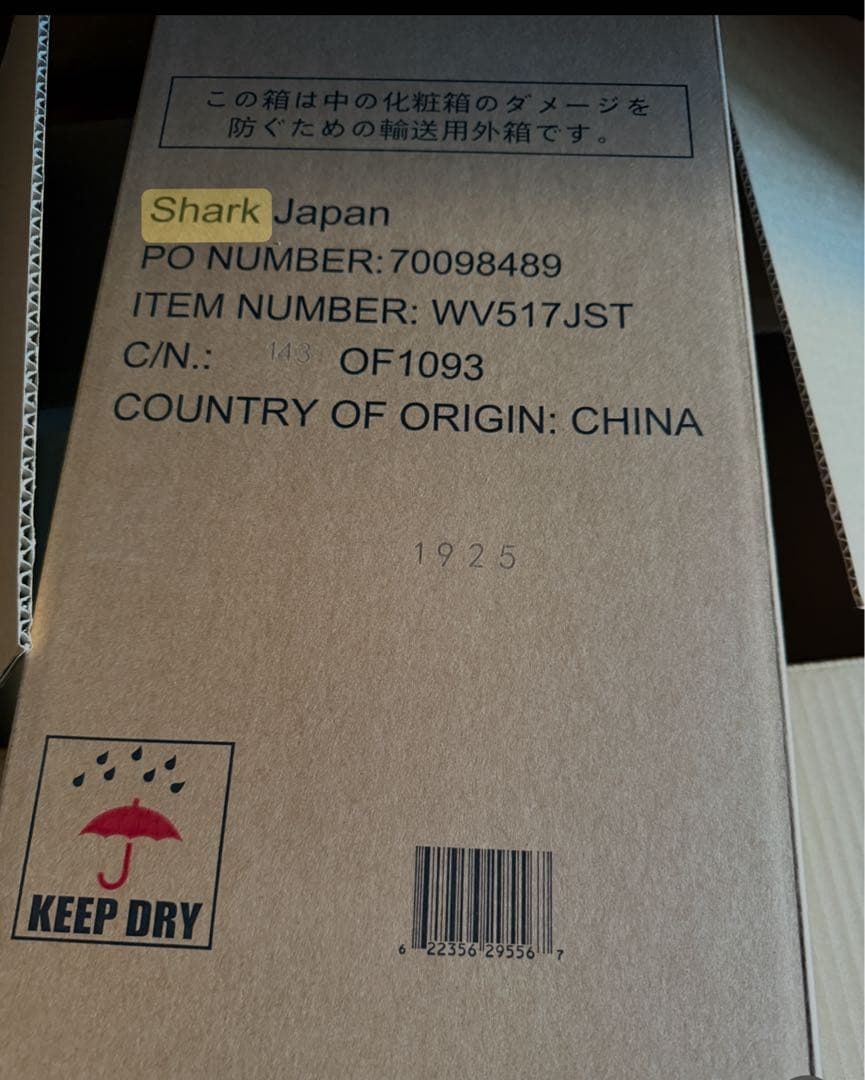 この箱は中の化粧箱のダメージを
防ぐための輸送用外箱です。
Shark Japan
PO NUMBER: 70098489
ITEM NUMBER: WV517JST
C/N.: 143 OF1093
COUNTRY OF ORIGIN: CHINA
1925
KEEP DRY
6 22356 29556 7